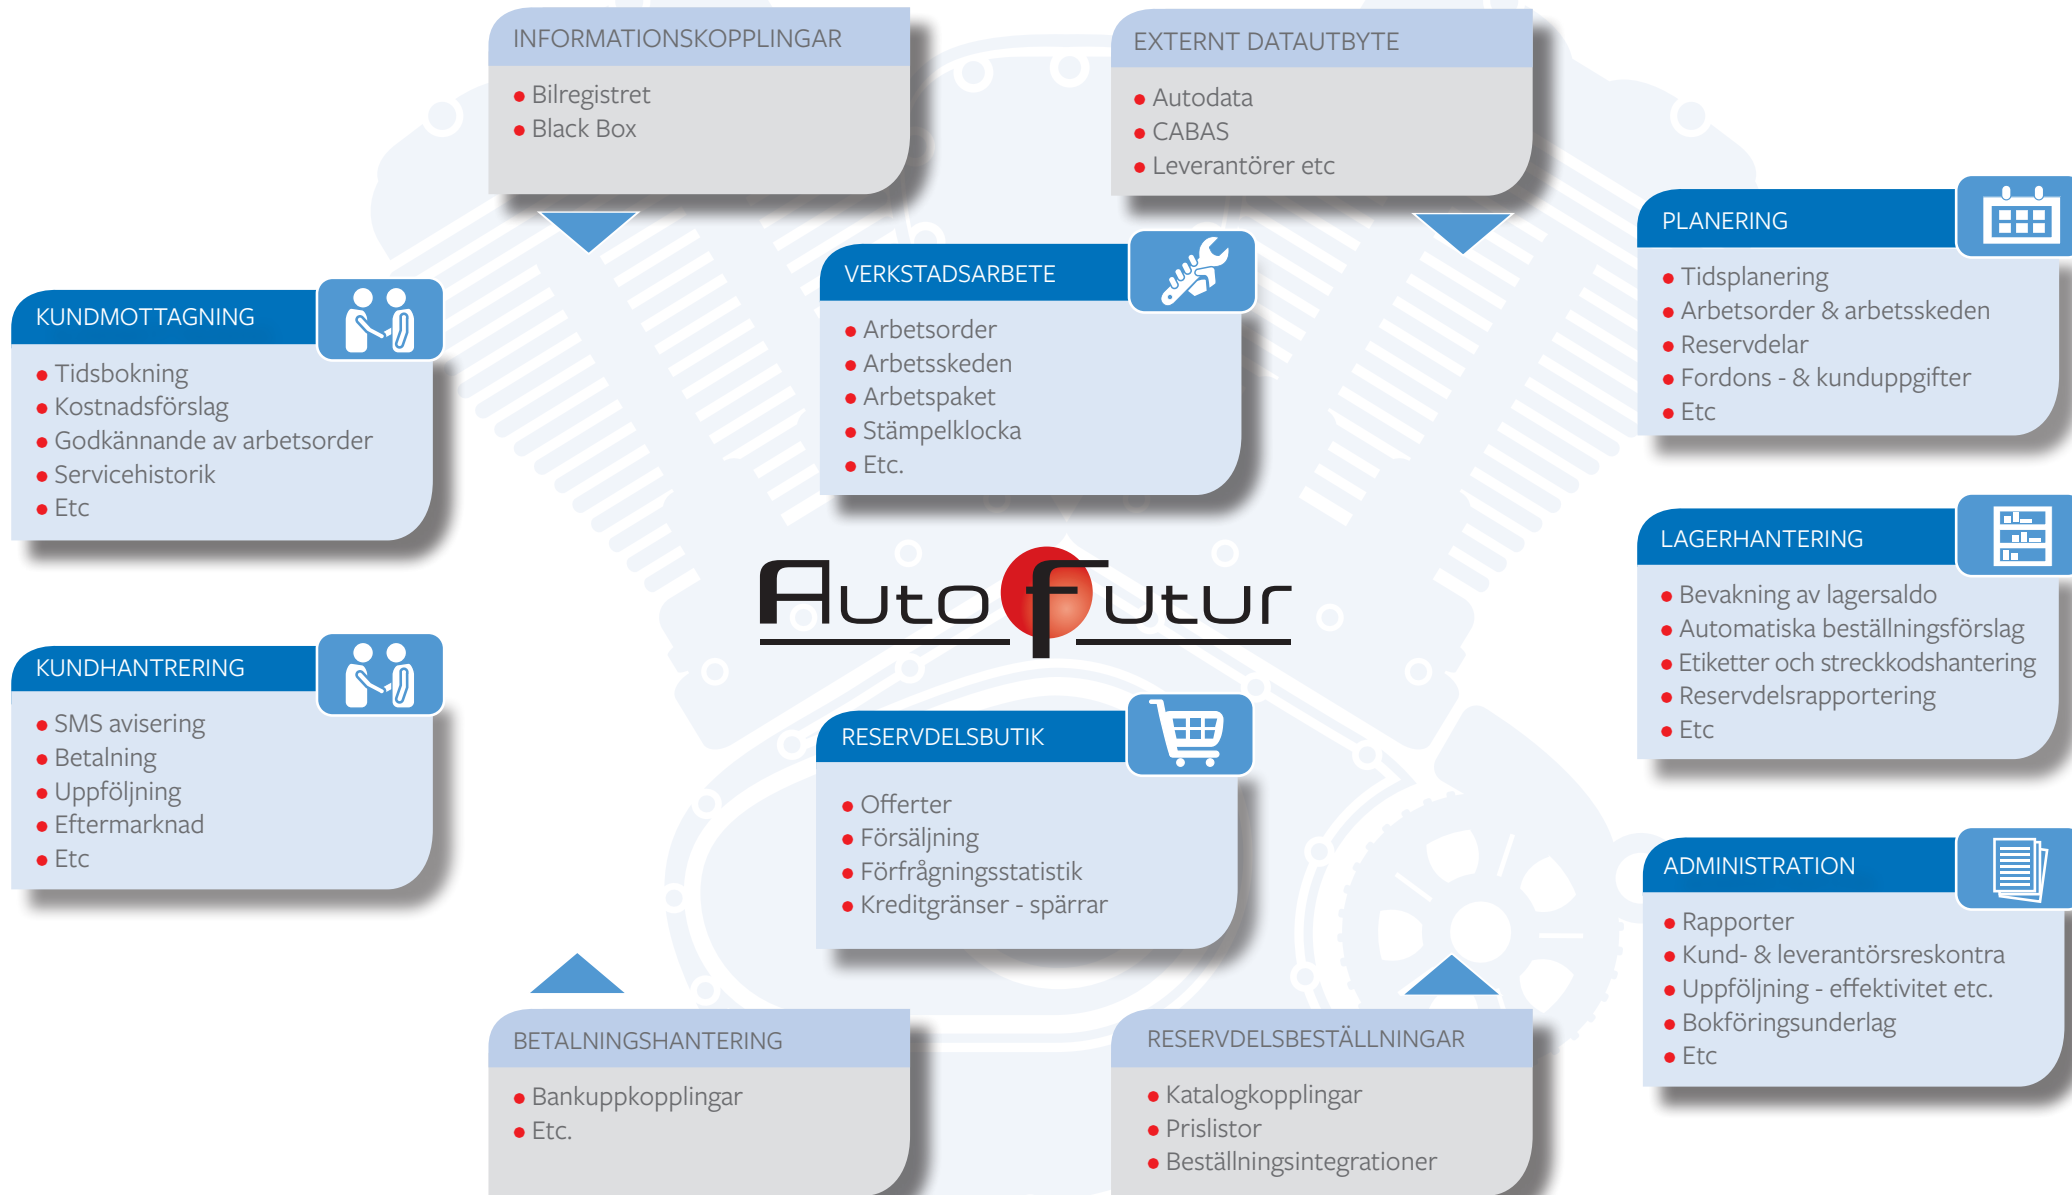 INFORMATIONSKOPPLINGAR
Bilregistret
Black Box
EXTERNT DATAUTBYTE
Autodata
CABAS
Leverantörer etc
KUNDMOTTAGNING
Tidsbokning
Kostnadsförslag
Godkännande av arbetsorder
Servicehistorik
Etc
VERKSTADSARBETE
Arbetsorder
Arbetsskeden
Arbetspaket
Stämpelklocka
Etc.
PLANERING
Tidsplanering
Arbetsorder & arbetsskeden
Reservdelar
Fordons - & kunduppgifter
Etc
AutoFutur
LAGERHANTERING
Bevakning av lagersaldo
Automatiska beställningsförslag
Etiketter och streckkodshantering
Reservdelsrapportering
Etc
KUNDHANTRERING
SMS avisering
Betalning
Uppföljning
Eftermarknad
Etc
RESERVDELSBUTIK
Offerter
Försäljning
Förfrågningsstatistik
Kreditgränser - spärrar
ADMINISTRATION
Rapporter
Kund- & leverantörsreskontra
Uppföljning - effektivitet etc.
Bokföringsunderlag
Etc
BETALNINGSHANTERING
Bankuppkopplingar
Etc.
RESERVDELSBESTÄLLNINGAR
Katalogkopplingar
Prislistor
Beställningsintegrationer